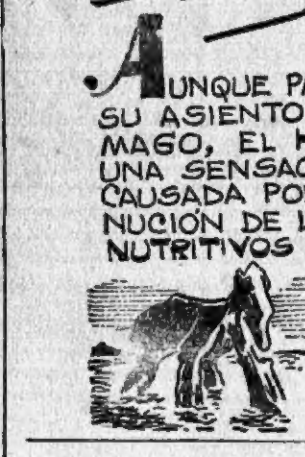 AUNQUE PA
SU ASIENTO
MAGO, EL H
UNA SENSAC
CAUSADA PO
NUCIÓN DE L
NUTRITIVOS